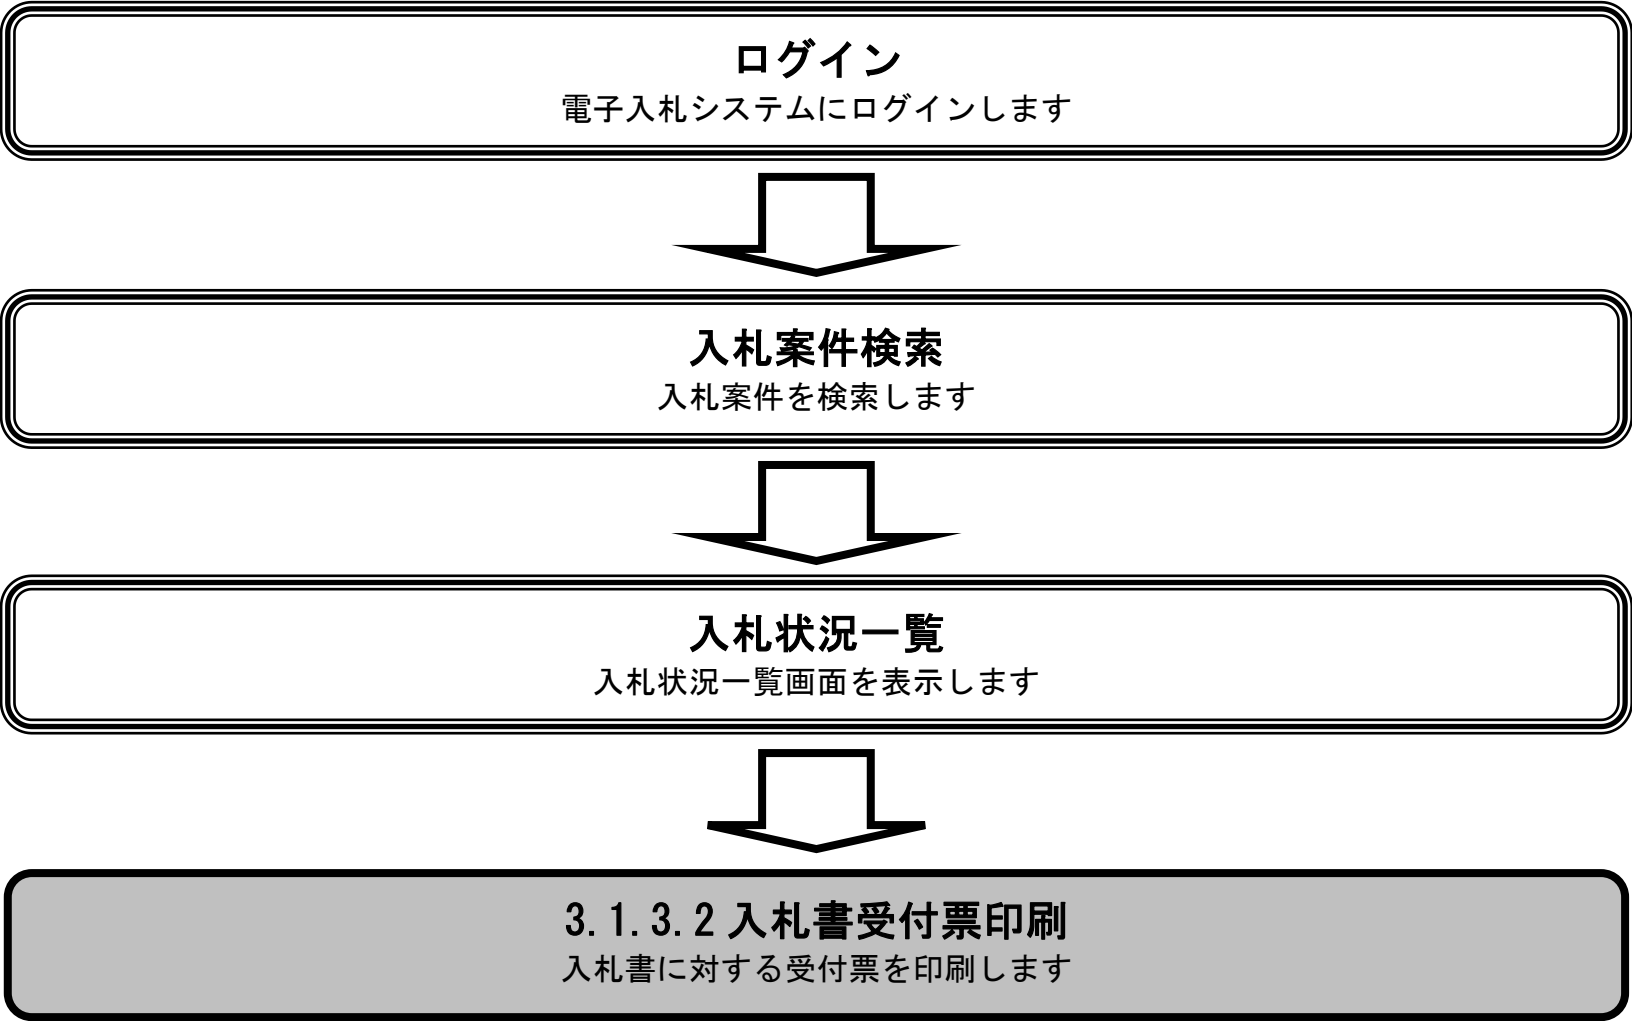 ログイン
電子入札システムにログインします
入札案件検索
入札案件を検索します
入札状況一覧
入札状況一覧画面を表示します
3.1.3.2 入札書受付票印刷
入札書に対する受付票を印刷します